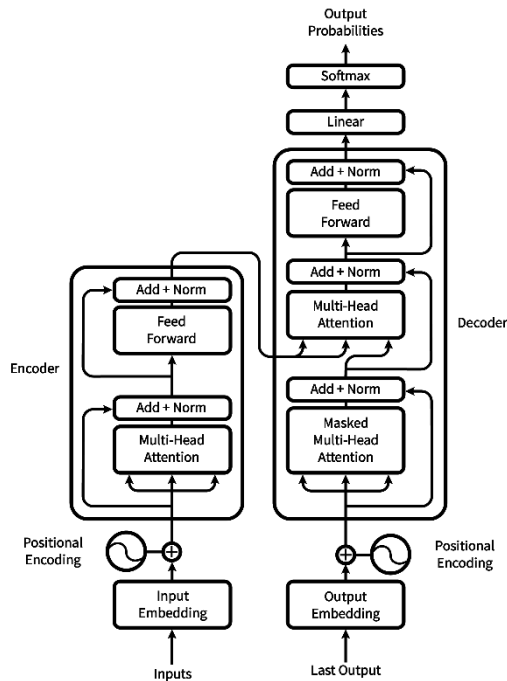 Output
Probabilities
Softmax
Linear
Add + Norm
Feed
Forward
Add + Norm
Multi-Head
Attention
Decoder
Add + Norm
Masked
Multi-Head
Attention
Add + Norm
Feed
Forward
Encoder
Add + Norm
Multi-Head
Attention
Positional
Encoding
Positional
Encoding
Input
Embedding
Output
Embedding
Inputs
Last Output